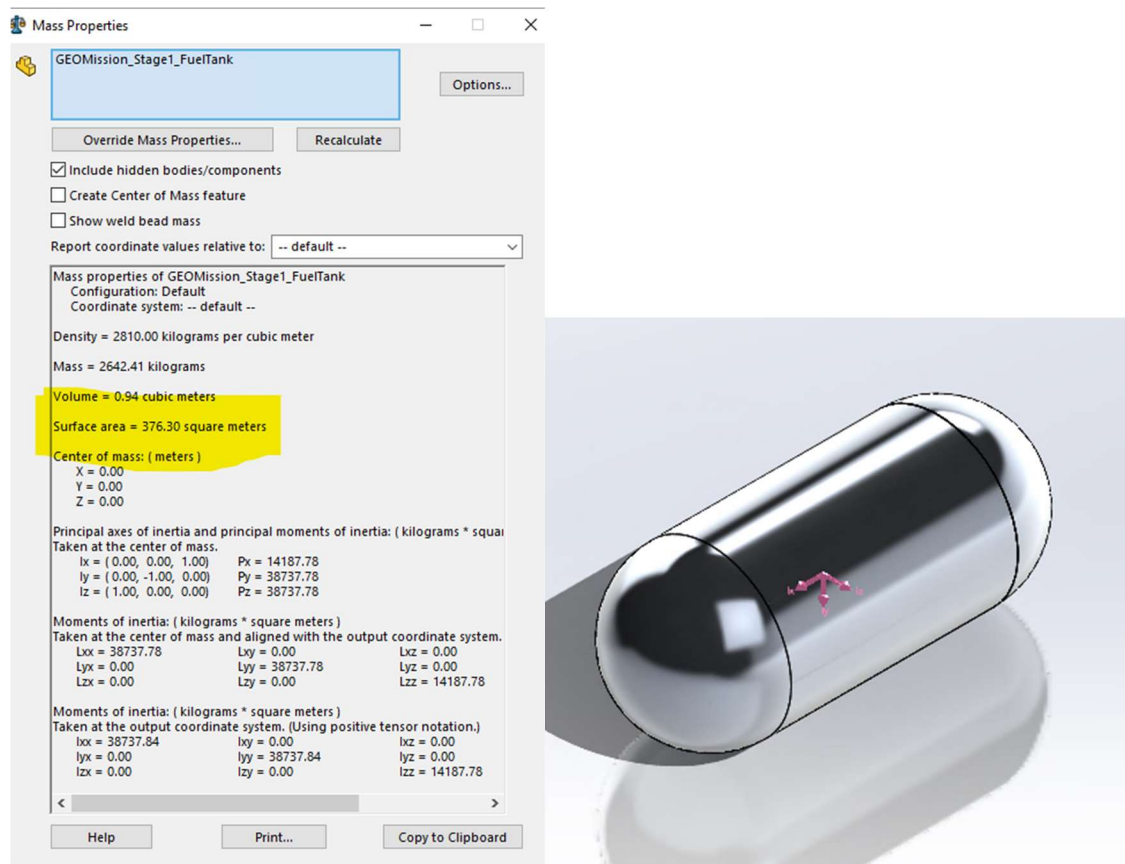 Mass Properties
GEOMission_Stage1_FuelTank
Options...
Override Mass Properties... Recalculate
Include hidden bodies/components
Create Center of Mass feature
Show weld bead mass
Report coordinate values relative to: -- default --
Mass properties of GEOMission_Stage1_FuelTank
Configuration: Default
Coordinate system: -- default --
Density = 2810.00 kilograms per cubic meter
Mass = 2642.41 kilograms
Volume = 0.94 cubic meters
Surface area = 376.30 square meters
Center of mass: ( meters )
X = 0.00
Y = 0.00
Z = 0.00
Principal axes of inertia and principal moments of inertia: ( kilograms * squar
Taken at the center of mass.
Ix = ( 0.00, 0.00, 1.00) Px = 14187.78
Iy = ( 0.00, -1.00, 0.00) Py = 38737.78
Iz = ( 1.00, 0.00, 0.00) Pz = 38737.78
Moments of inertia: ( kilograms * square meters )
Taken at the center of mass and aligned with the output coordinate system.
Lxx = 38737.78 Lxy = 0.00 Lxz = 0.00
Lyx = 0.00 Lyy = 38737.78 Lyz = 0.00
Lzx = 0.00 Lzy = 0.00 Lzz = 14187.78
Moments of inertia: ( kilograms * square meters )
Taken at the output coordinate system. (Using positive tensor notation.)
Ixx = 38737.84 Ixy = 0.00 Ixz = 0.00
Iyx = 0.00 Iyy = 38737.84 Iyz = 0.00
Izx = 0.00 Izy = 0.00 Izz = 14187.78
Help Print... Copy to Clipboard